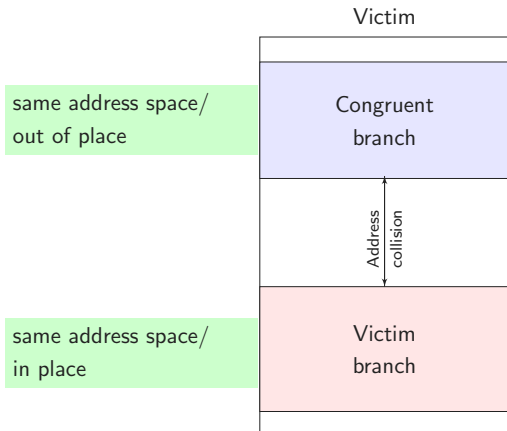 Victim
same address space/
out of place
Congruent
branch
Address
collision
same address space/
in place
Victim
branch